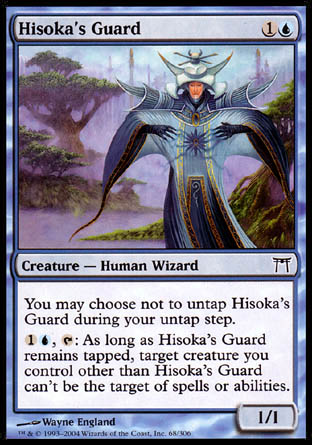 Hisoka's Guard 1
Creature — Human Wizard
You may choose not to untap Hisoka's
Guard during your untap step.
1, : As long as Hisoka's Guard
remains tapped, target creature you
control other than Hisoka's Guard
can't be the target of spells or abilities.
Wayne England
™ & © 1993–2004 Wizards of the Coast, Inc. 68/306
1/1